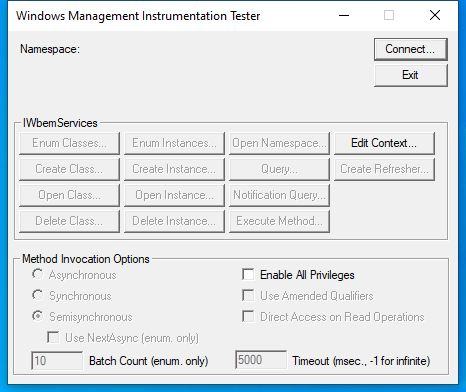 Windows Management Instrumentation Tester
Namespace:
Connect...
Exit
IWbemServices
Enum Classes... Enum Instances... Open Namespace... Edit Context...
Create Class... Create Instance... Query... Create Refresher...
Open Class... Open Instance... Notification Query...
Delete Class... Delete Instance... Execute Method...
Method Invocation Options
Asynchronous Enable All Privileges
Synchronous Use Amended Qualifiers
Semisynchronous Direct Access on Read Operations
Use NextAsync (enum. only)
10 Batch Count (enum. only) 5000 Timeout (msec., -1 for infinite)